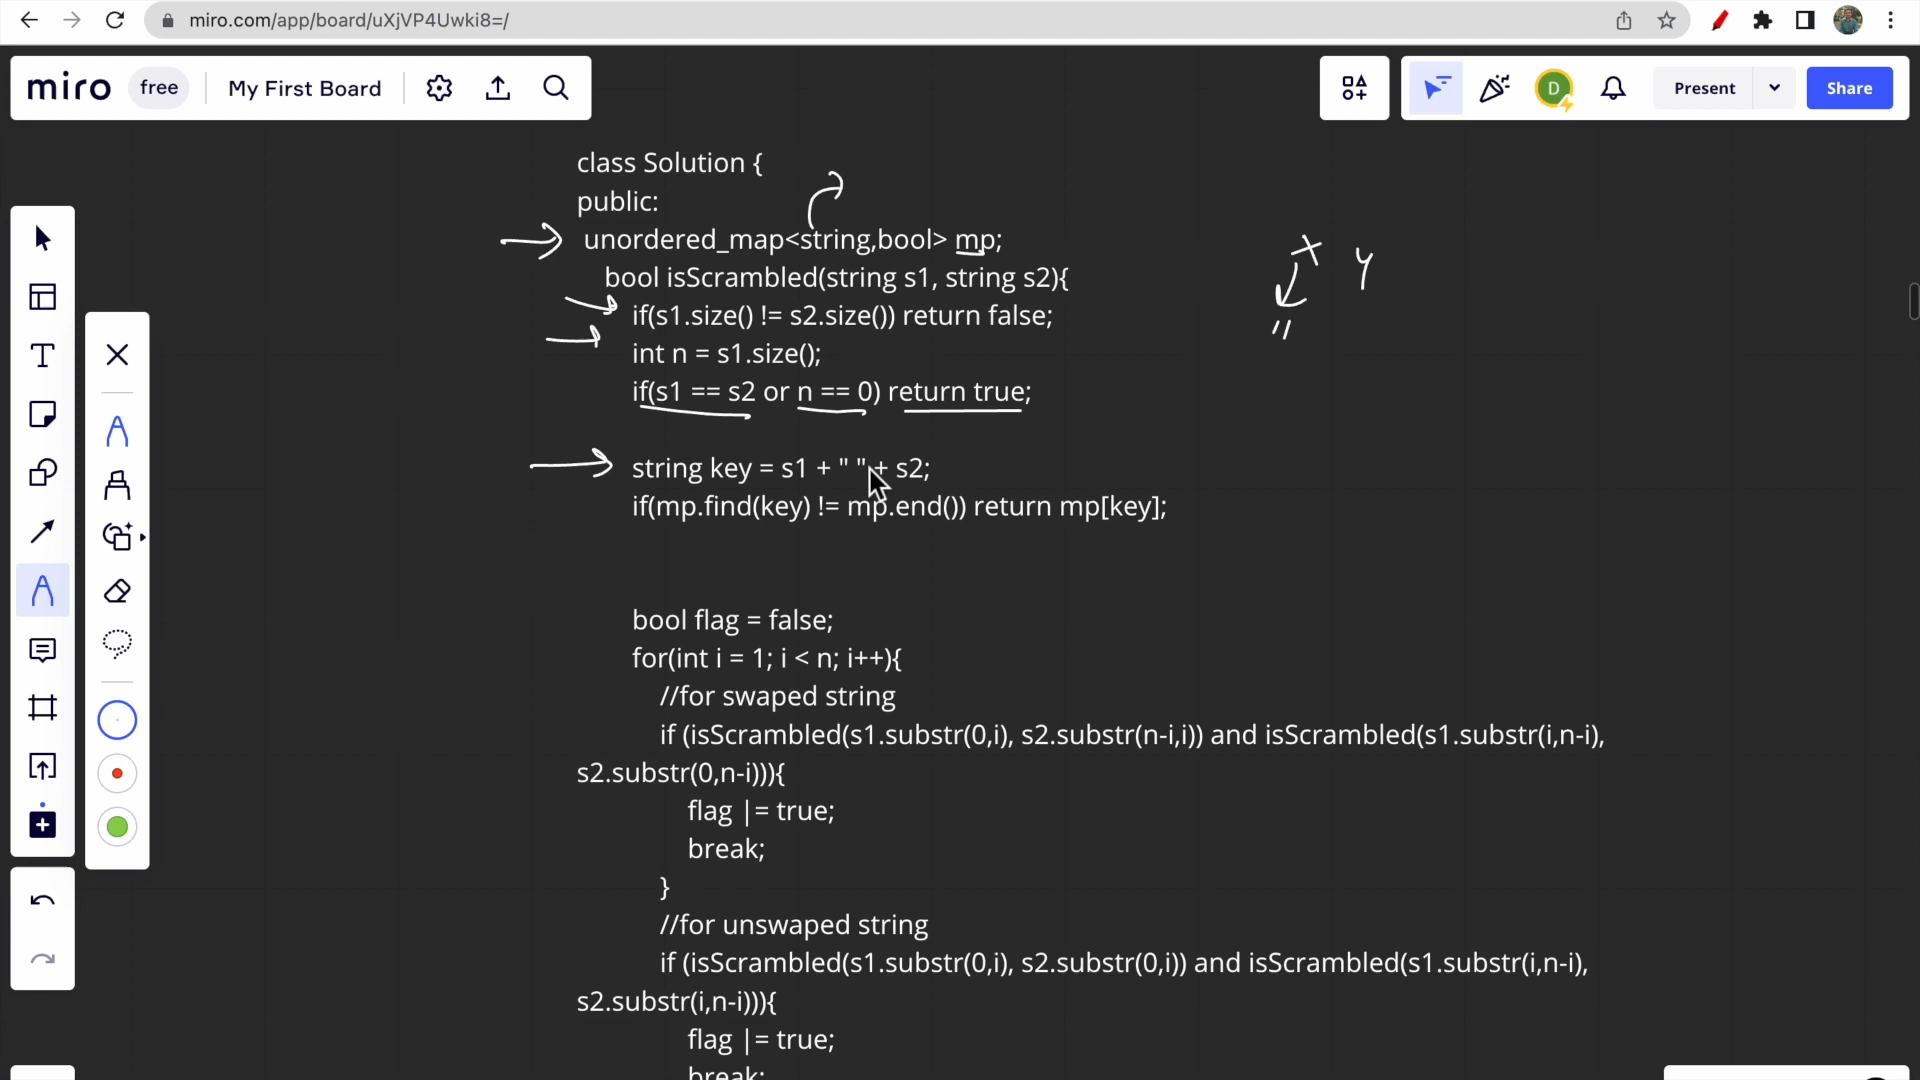 miro.com/app/board/uXjVP4Uwki8=/
miro free My First Board D Present Share
class Solution {
public:
unordered_map<string,bool> mp;
bool isScrambled(string s1, string s2){
if(s1.size() != s2.size()) return false;
int n = s1.size();
if(s1 == s2 or n == 0) return true;
x y
"
string key = s1 + " " + s2;
if(mp.find(key) != mp.end()) return mp[key];
bool flag = false;
for(int i = 1; i < n; i++){
//for swaped string
if (isScrambled(s1.substr(0,i), s2.substr(n-i,i)) and isScrambled(s1.substr(i,n-i),
s2.substr(0,n-i))){
flag |= true;
break;
}
//for unswaped string
if (isScrambled(s1.substr(0,i), s2.substr(0,i)) and isScrambled(s1.substr(i,n-i),
s2.substr(i,n-i))){
flag |= true;
break;